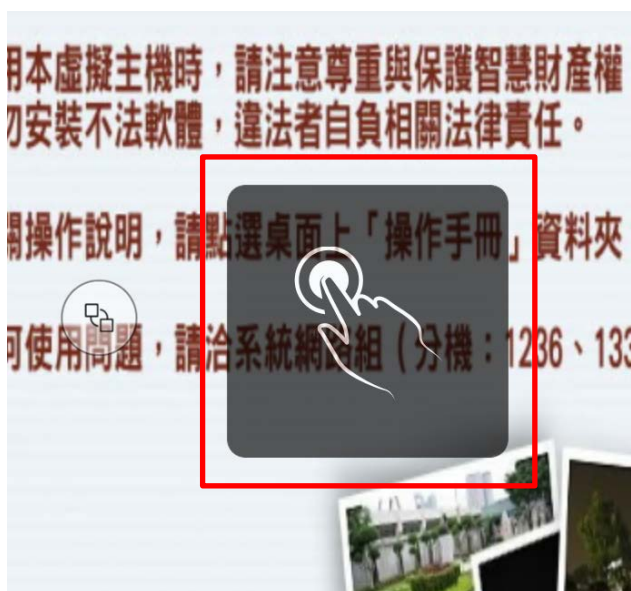 用本虛擬主機時，請注意尊重與保護智慧財產權
勿安裝不法軟體，違法者自負相關法律責任。
關操作說明，請點選桌面上「操作手冊」資料夾
何使用問題，請洽系統網路組（分機：1236、133